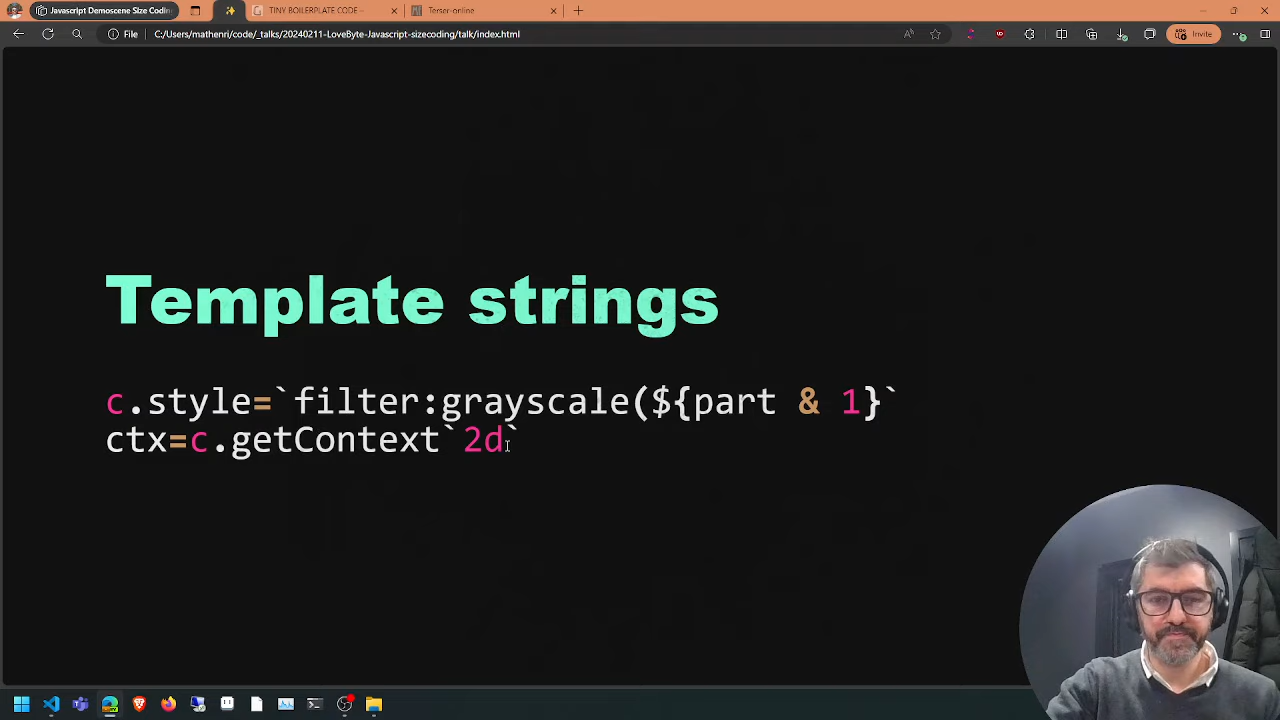 Javascript Demoscene Size Codin
TINY BOILERPLATE CODE –
Terser-online
File
C:/Users/mathenri/code/_talks/20240211-LoveByte-Javascript-sizecoding/talk/index.html
Invite
Template strings
c.style=`filter:grayscale(${part & 1}`
ctx=c.getContext`2d`